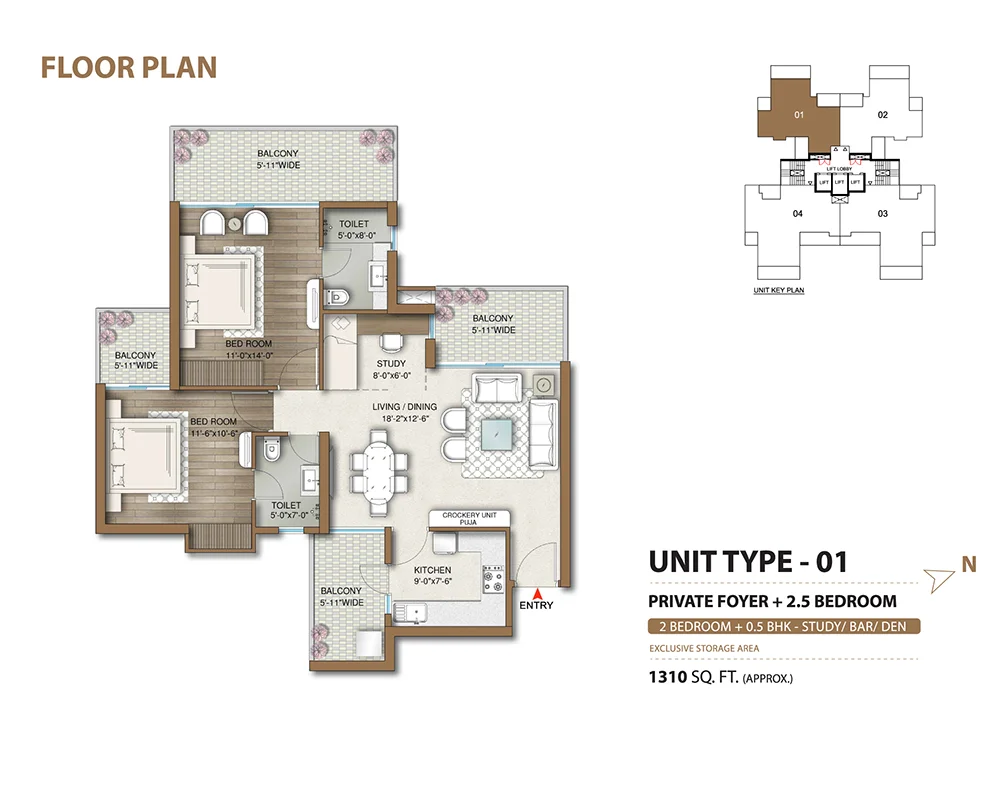 FLOOR PLAN
BALCONY
5'-11"WIDE
TOILET
5'-0"x8'-0"
BED ROOM
11'-0"x14'-0"
BALCONY
5'-11"WIDE
BALCONY
5'-11"WIDE
STUDY
8'-0"x6'-0"
LIVING / DINING
18'-2"x12'-6"
BED ROOM
11'-6"x10'-6"
TOILET
5'-0"x7'-0"
CROCKERY UNIT
PUJA
KITCHEN
9'-0"x7'-6"
BALCONY
5'-11"WIDE
ENTRY
01
02
LIFT LOBBY
LIFT
LIFT
LIFT
04
03
UNIT KEY PLAN
UNIT TYPE - 01
N
PRIVATE FOYER + 2.5 BEDROOM
2 BEDROOM + 0.5 BHK - STUDY/ BAR/ DEN
EXCLUSIVE STORAGE AREA
1310 SQ. FT. (APPROX.)